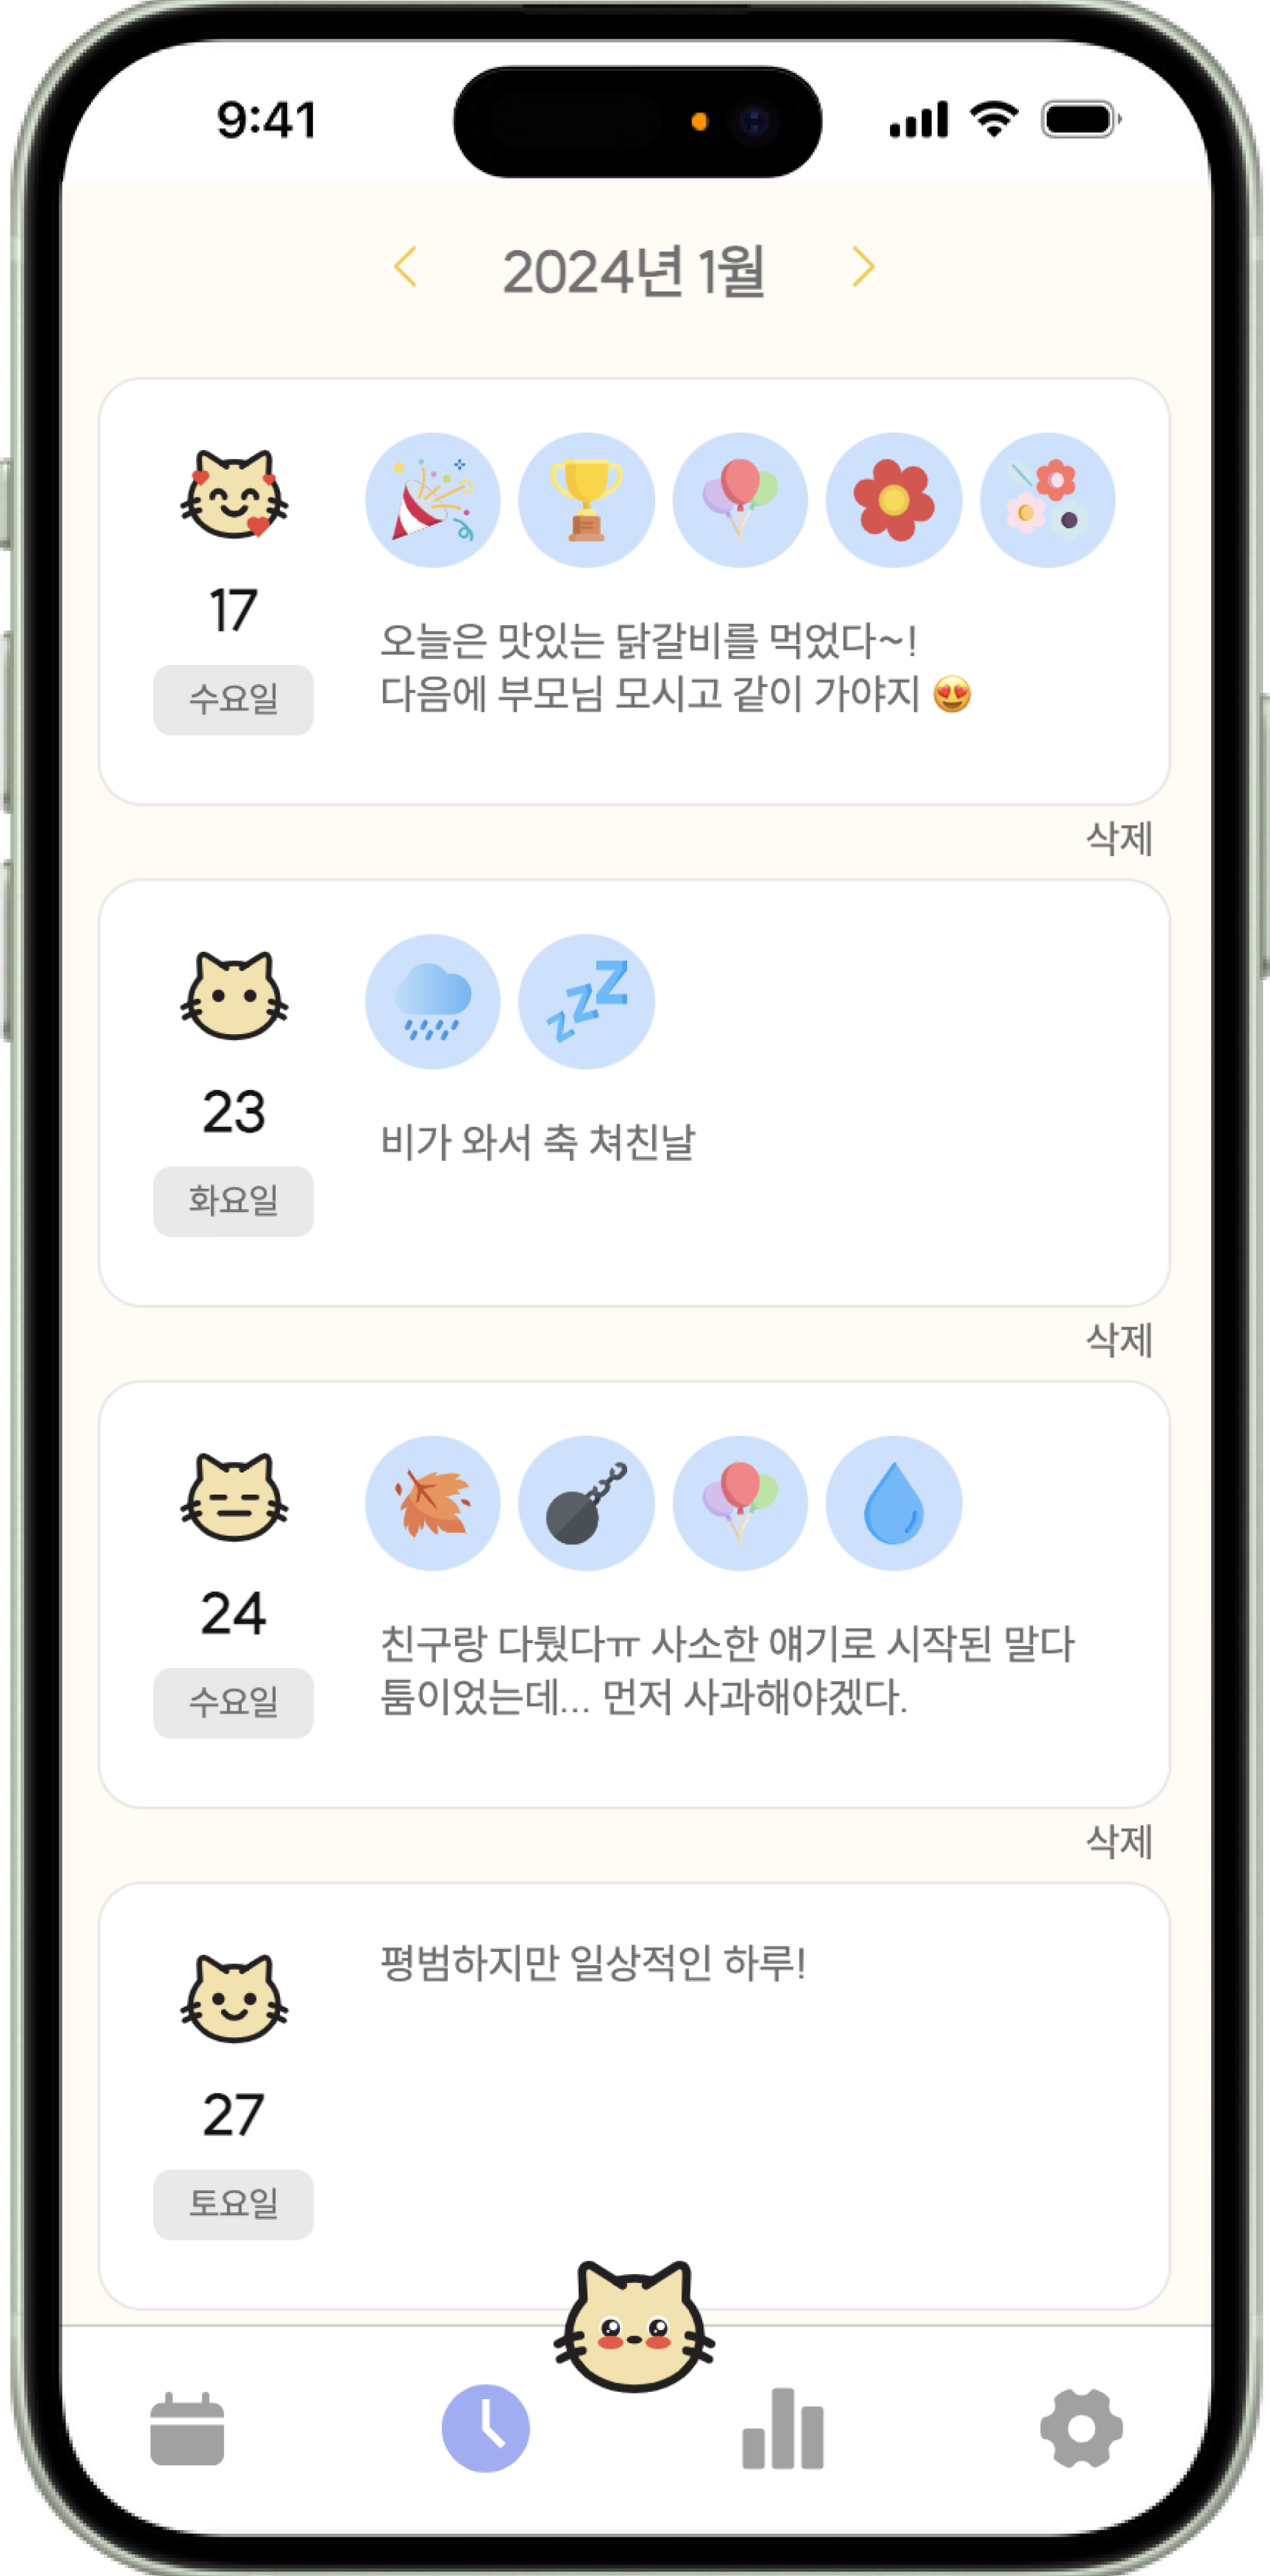 9:41
2024년 1월
17
수요일
오늘은 맛있는 닭갈비를 먹었다~!
다음에 부모님 모시고 같이 가야지 😍
삭제
23
화요일
비가 와서 축 쳐친날
삭제
24
수요일
친구랑 다퉜다ㅠ 사소한 얘기로 시작된 말다
툼이었는데... 먼저 사과해야겠다.
삭제
27
토요일
평범하지만 일상적인 하루!